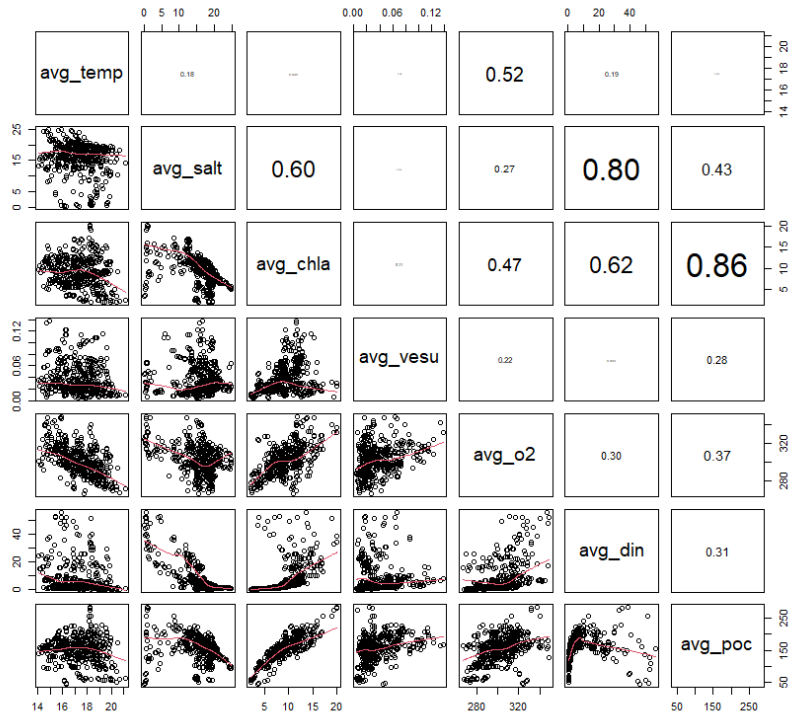 0 5 10 20
0.00 0.06 0.12
0 20 40
avg_temp 0.18 0.52 0.19
14 16 18 20
0 5 15 25
avg_salt 0.60 0.27 0.80 0.43
avg_chla 0.47 0.62 0.86
5 10 15 20
0.00 0.06 0.12
avg_vesu 0.22 0.28
avg_o2 0.30 0.37
280 320
0 20 40
avg_din 0.31
avg_poc
50 150 250
14 16 18 20
5 10 15 20
280 320
50 150 250